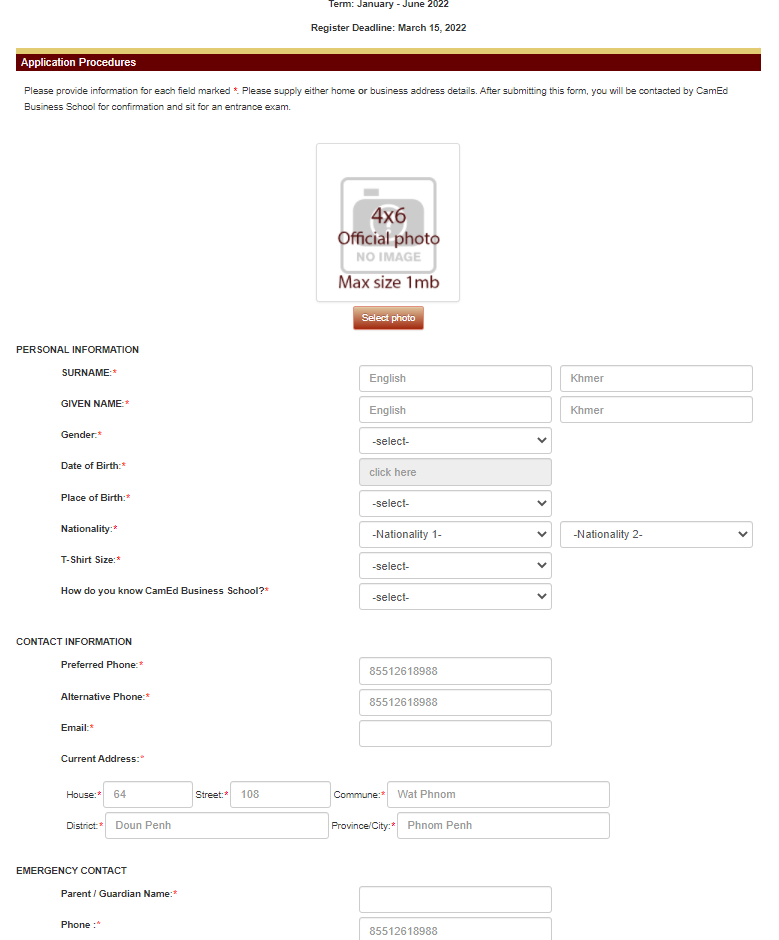 Term: January - June 2022
Register Deadline: March 15, 2022
Application Procedures
Please provide information for each field marked *. Please supply either home or business address details. After submitting this form, you will be contacted by CamEd
Business School for confirmation and sit for an entrance exam.
4x6
Official photo
NO IMAGE
Max size 1mb
Select photo
PERSONAL INFORMATION
SURNAME:* English Khmer
GIVEN NAME:* English Khmer
Gender:* -select-
Date of Birth:* click here
Place of Birth:* -select-
Nationality:* -Nationality 1- -Nationality 2-
T-Shirt Size:* -select-
How do you know CamEd Business School?* -select-
CONTACT INFORMATION
Preferred Phone:* 85512618988
Alternative Phone:* 85512618988
Email:*
Current Address:*
House:* 64 Street:* 108 Commune:* Wat Phnom
District:* Doun Penh Province/City:* Phnom Penh
EMERGENCY CONTACT
Parent / Guardian Name:*
Phone :* 85512618988